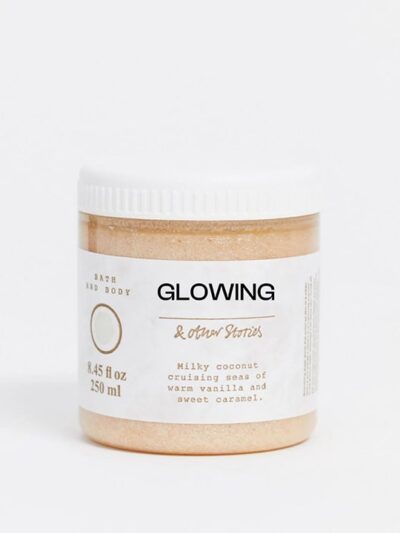 BATH
AND BODY
8.45 fl oz
250 ml
GLOWING
& Other Stories
Milky coconut
cruising seas of
warm vanilla and
sweet caramel.